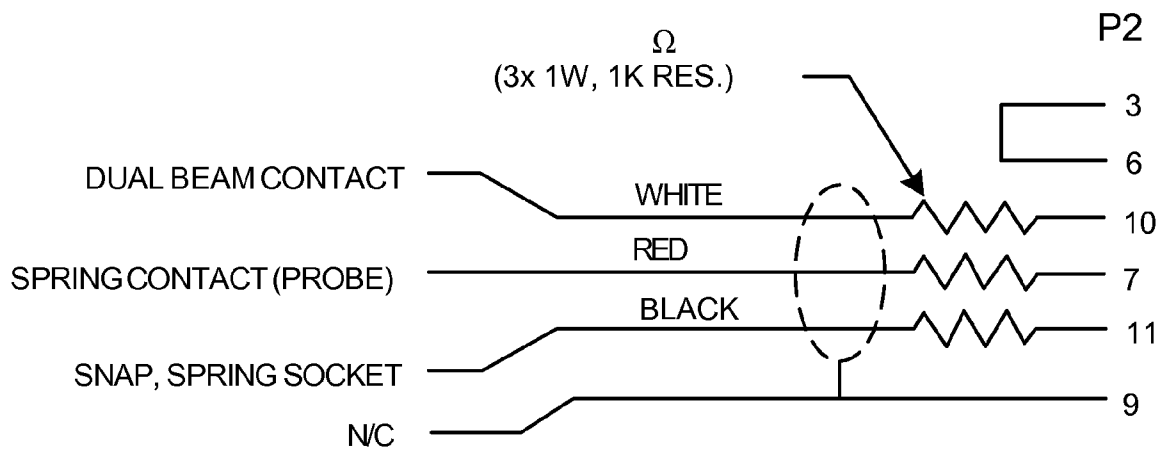 P2
Ω
(3x 1W, 1K RES.)
3
6
DUAL BEAM CONTACT
WHITE
10
SPRING CONTACT (PROBE)
RED
7
BLACK
11
SNAP, SPRING SOCKET
9
N/C